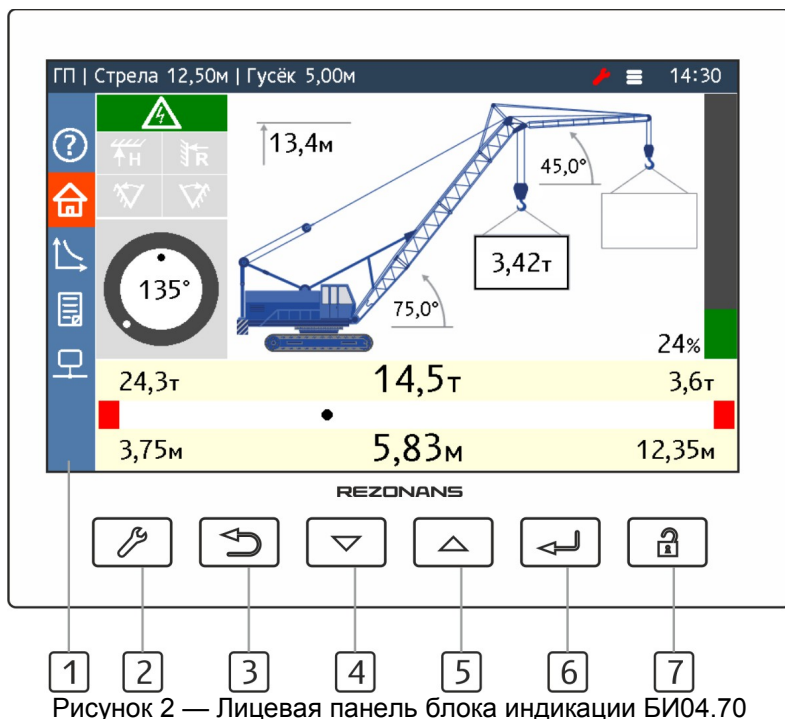 ГП | Стрела 12,50м | Гусёк 5,00м 14:30
13,4м
H R
45,0°
3,42т
135°
75,0°
24%
24,3т 14,5т 3,6т
3,75м 5,83м 12,35м
REZONANS
1 2 3 4 5 6 7
Рисунок 2 — Лицевая панель блока индикации БИ04.70